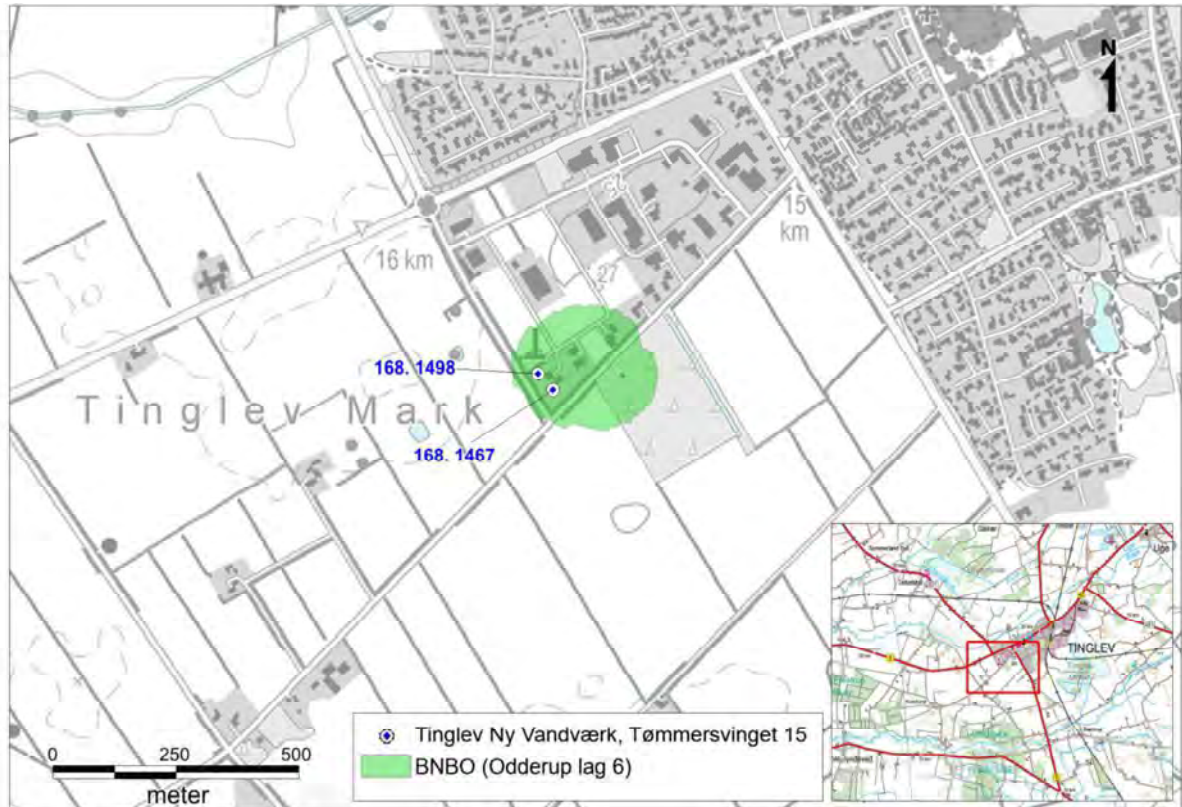 N
15
km
16 km
27
168. 1498
Tinglev Mark
168. 1467
TINGLEV
0 250 500
meter
Tinglev Ny Vandværk, Tømmersvinget 15
BNBO (Odderup lag 6)